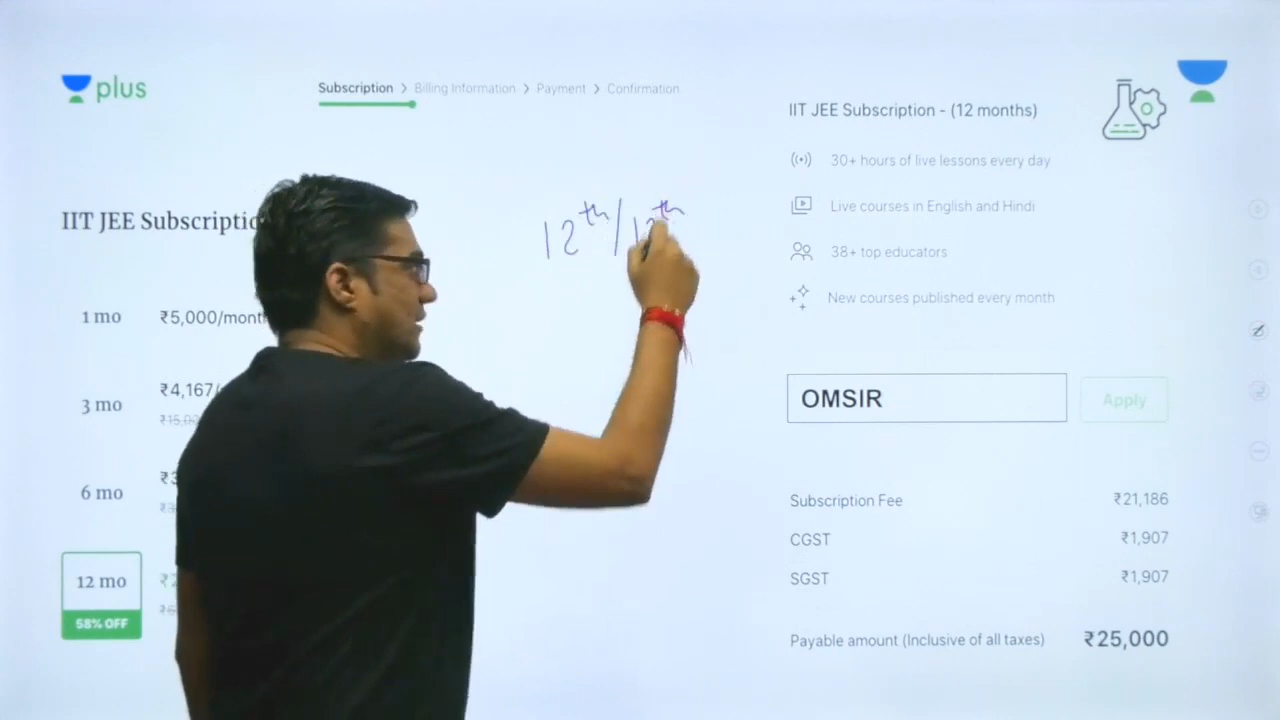 plus
Subscription > Billing Information > Payment > Confirmation
IIT JEE Subscription - (12 months)
30+ hours of live lessons every day
Live courses in English and Hindi
38+ top educators
New courses published every month
IIT JEE
12th/
1 mo ₹5,000/month
3 mo ₹4,167/
6 mo
12 mo
58% OFF
OMSIR Apply
Subscription Fee ₹21,186
CGST ₹1,907
SGST ₹1,907
Payable amount (Inclusive of all taxes) ₹25,000